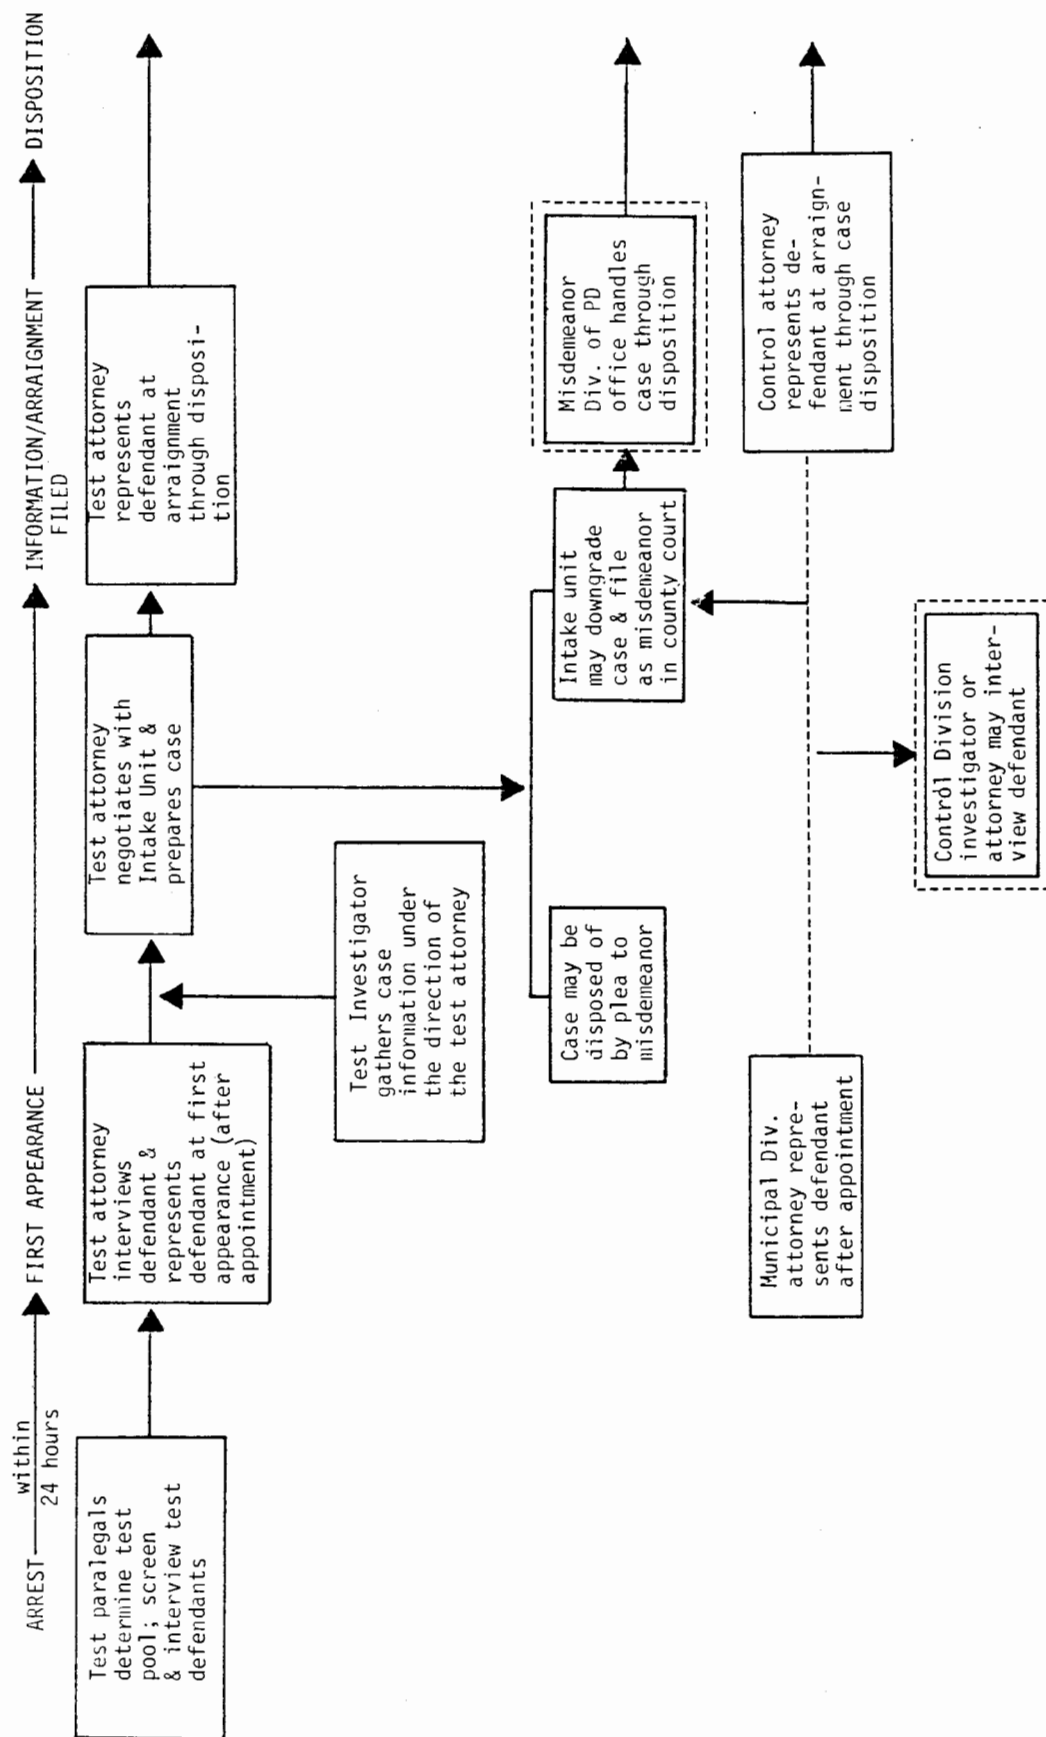 ARREST
within
24 hours
FIRST APPEARANCE
INFORMATION/ARRAIGNMENT
FILED
DISPOSITION
Test paralegals
determine test
pool; screen
& interview test
defendants
Test attorney
interviews
defendant &
represents
defendant at first
appearance (after
appointment)
Test attorney
negotiates with
Intake Unit &
prepares case
Test attorney
represents
defendant at
arraignment
through disposi-
tion
Test Investigator
gathers case
information under
the direction of
the test attorney
Case may be
disposed of
by plea to
misdemeanor
Intake unit
may downgrade
case & file
as misdemeanor
in county court
Misdemeanor
Div. of PD
office handles
case through
disposition
Municipal Div.
attorney repre-
sents defendant
after appointment
Control attorney
represents de-
fendant at arraign-
ment through case
disposition
Control Division
investigator or
attorney may inter-
view defendant